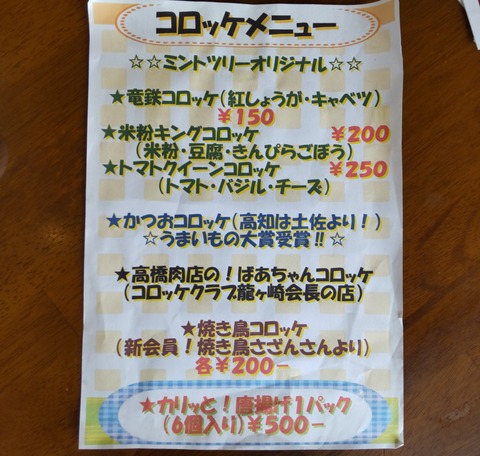 コロッケメニュー
☆☆ミントツリーオリジナル☆☆
★竜鉄コロッケ(紅しょうが・キャベツ)
¥150
★米粉キングコロッケ ¥200
(米粉・豆腐・きんぴらごぼう)
★トマトクイーンコロッケ ¥250
(トマト・バジル・チーズ)
★かつおコロッケ(高知は土佐より!)
☆うまいもの大賞受賞!!☆
★高橋肉店の!ばあちゃんコロッケ
(コロッケクラブ龍ヶ崎会長の店)
★焼き鳥コロッケ
(新会員!焼き鳥さざんさんより)
各¥200-
★カリッと!唐揚げ1パック
(6個入り)¥500-